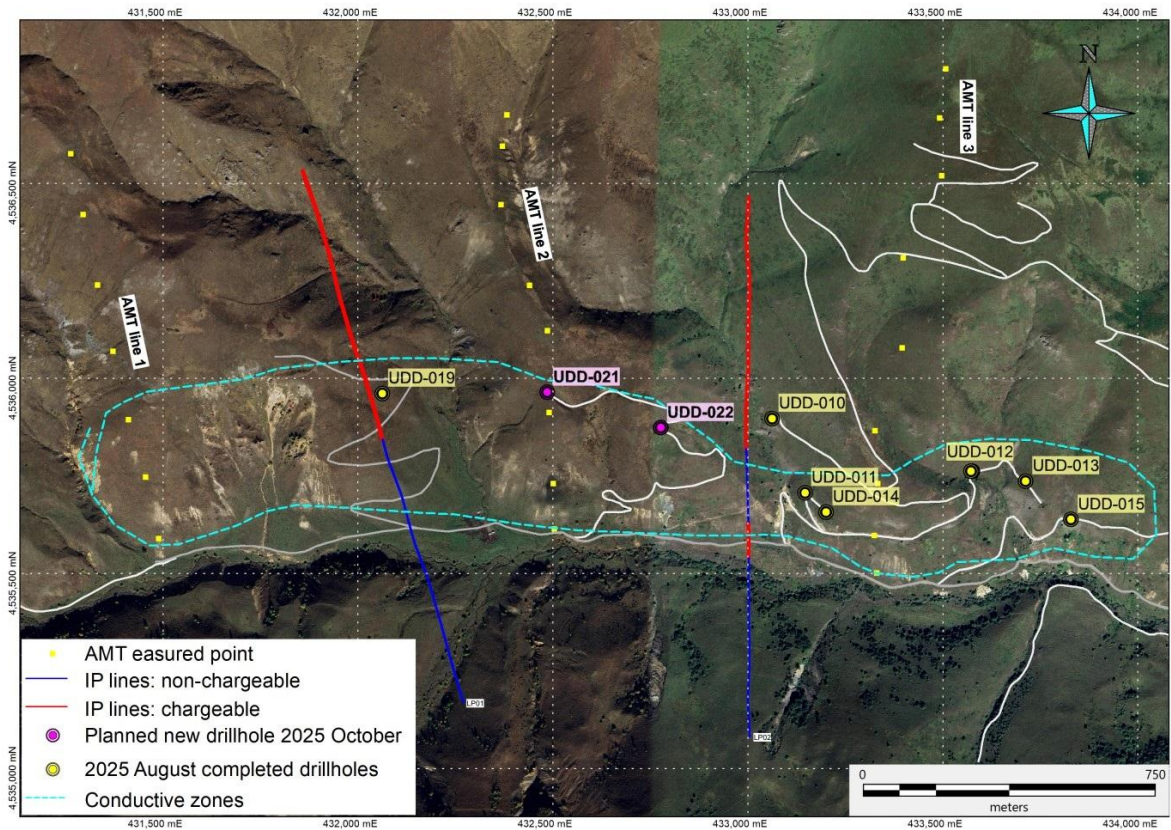 431,500 mE
432,000 mE
432,500 mE
433,000 mE
433,500 mE
434,000 mE
N
AMT line 3
4,536,500 mN
AMT line 2
AMT line 1
4,536,000 mN
UDD-019
UDD-021
UDD-022
UDD-010
UDD-012
UDD-013
UDD-011
UDD-014
UDD-015
4,535,500 mN
LP01
LP02
4,535,000 mN
AMT easured point
IP lines: non-chargeable
IP lines: chargeable
Planned new drillhole 2025 October
2025 August completed drillholes
Conductive zones
0 750
meters
431,500 mE
432,000 mE
432,500 mE
433,000 mE
433,500 mE
434,000 mE